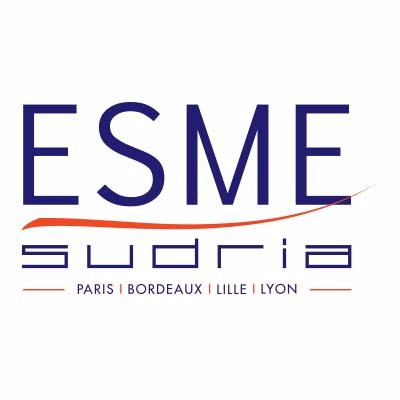 ESME
sudria
PARIS | BORDEAUX | LILLE | LYON